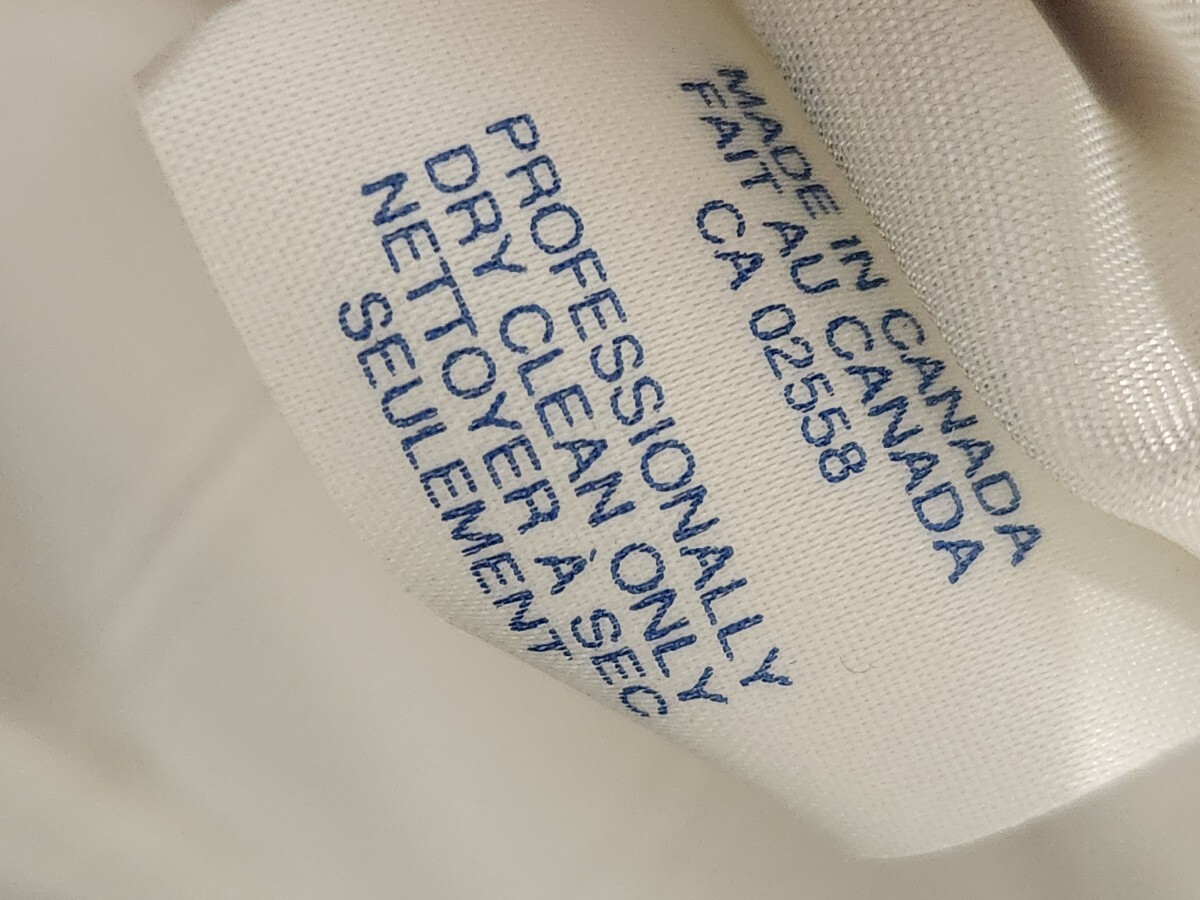 MADE IN CANADA
FAIT AU CANADA
CA 02558
PROFESSIONALLY
DRY CLEAN ONLY
NETTOYER À SEC
SEULEMENT